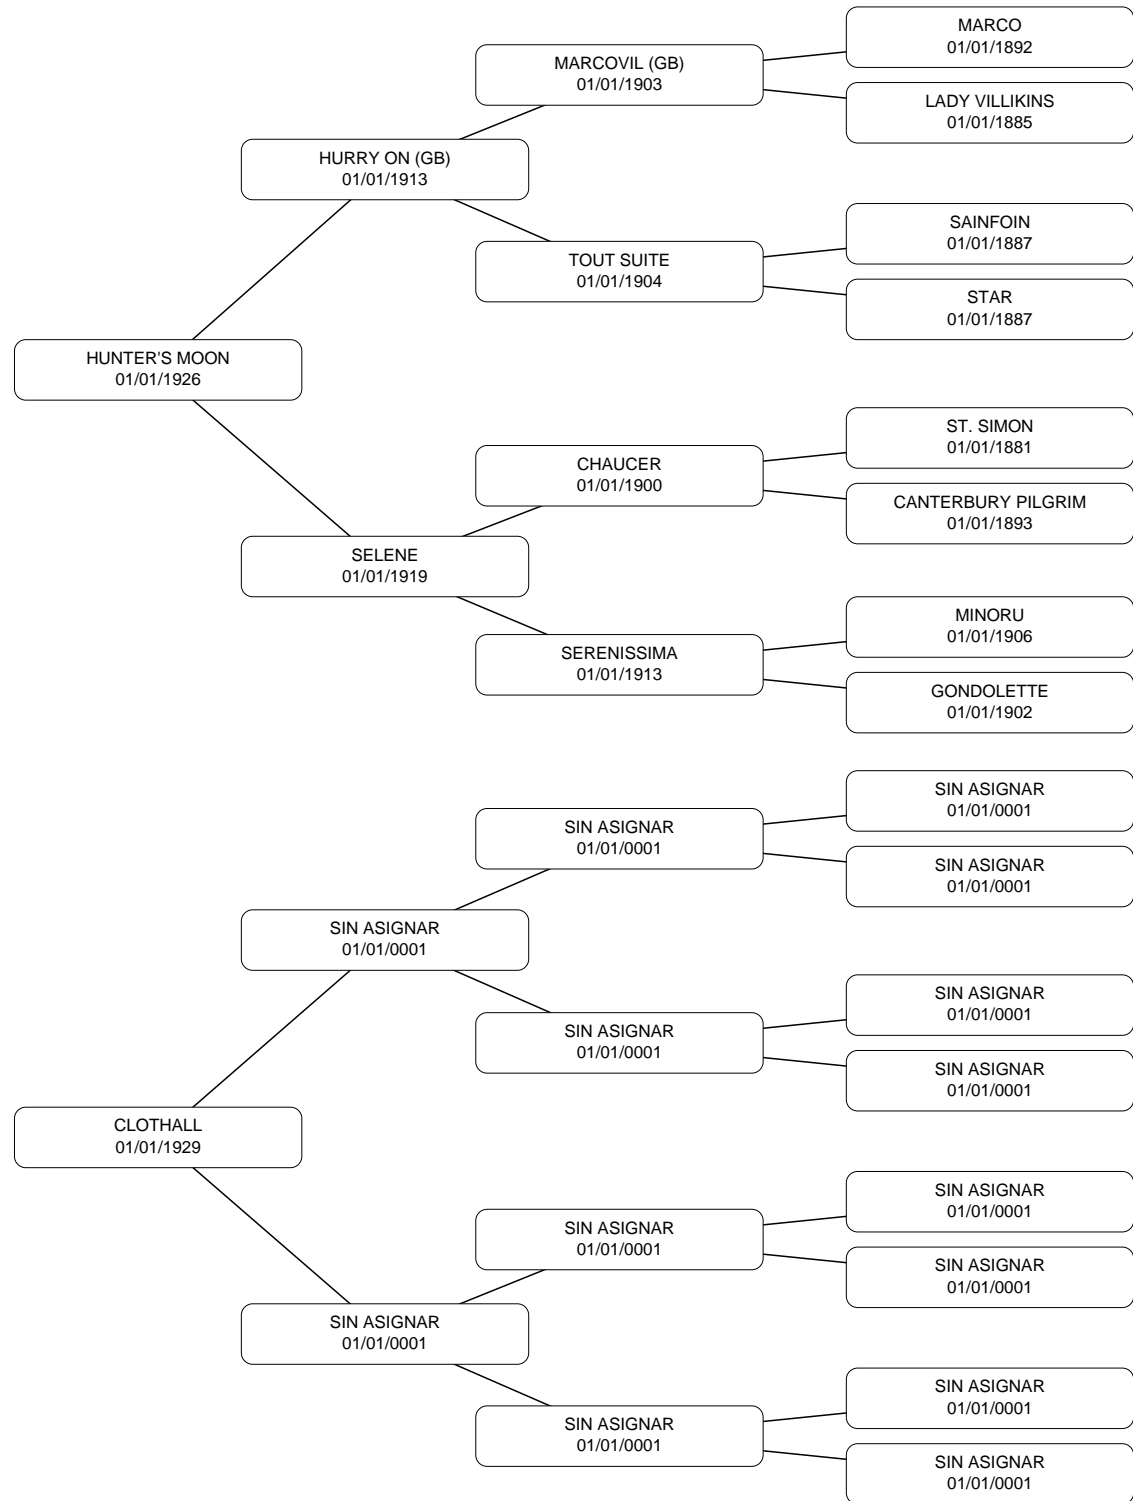 MARCO
01/01/1892
MARCOVIL (GB)
01/01/1903
LADY VILLIKINS
01/01/1885
HURRY ON (GB)
01/01/1913
SAINFOIN
01/01/1887
TOUT SUITE
01/01/1904
STAR
01/01/1887
HUNTER'S MOON
01/01/1926
ST. SIMON
01/01/1881
CHAUCER
01/01/1900
CANTERBURY PILGRIM
01/01/1893
SELENE
01/01/1919
MINORU
01/01/1906
SERENISSIMA
01/01/1913
GONDOLETTE
01/01/1902
SIN ASIGNAR
01/01/0001
SIN ASIGNAR
01/01/0001
SIN ASIGNAR
01/01/0001
SIN ASIGNAR
01/01/0001
SIN ASIGNAR
01/01/0001
SIN ASIGNAR
01/01/0001
SIN ASIGNAR
01/01/0001
CLOTHALL
01/01/1929
SIN ASIGNAR
01/01/0001
SIN ASIGNAR
01/01/0001
SIN ASIGNAR
01/01/0001
SIN ASIGNAR
01/01/0001
SIN ASIGNAR
01/01/0001
SIN ASIGNAR
01/01/0001
SIN ASIGNAR
01/01/0001